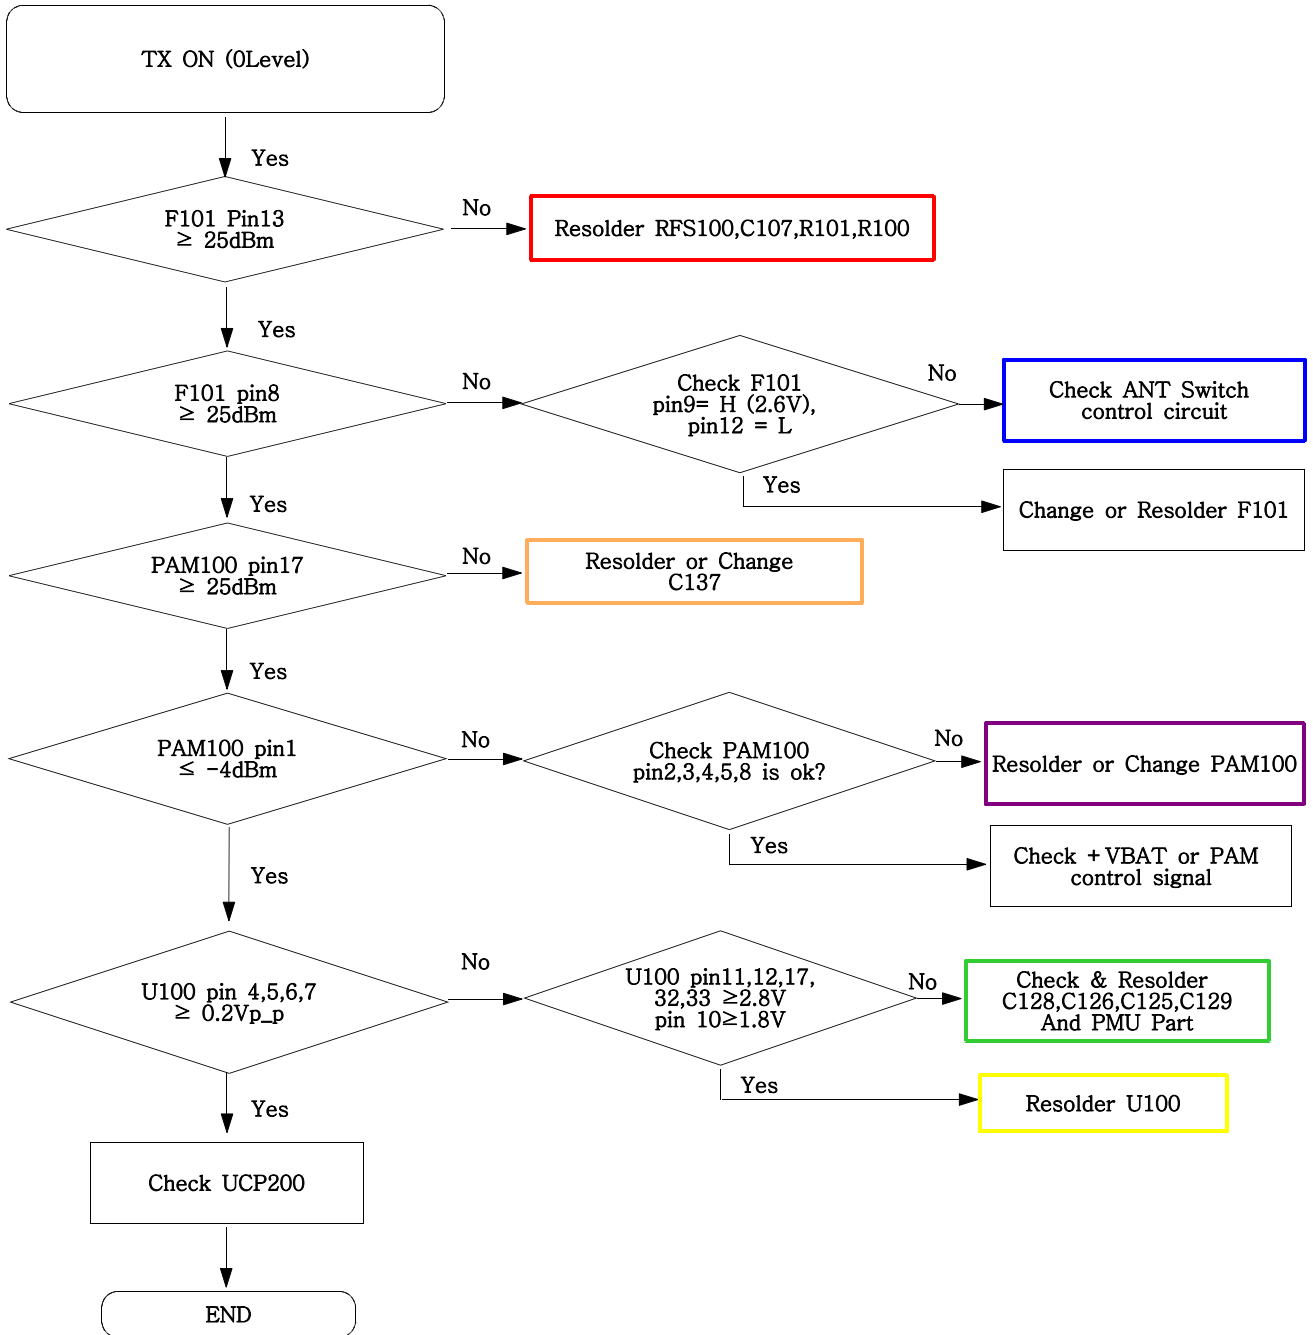 TX ON (0Level)
Yes
F101 Pin13
≥ 25dBm
No
Resolder RFS100,C107,R101,R100
Yes
F101 pin8
≥ 25dBm
No
Check F101
pin9= H (2.6V),
pin12 = L
No
Check ANT Switch
control circuit
Yes
Change or Resolder F101
Yes
PAM100 pin17
≥ 25dBm
No
Resolder or Change
C137
Yes
PAM100 pin1
≤ -4dBm
No
Check PAM100
pin2,3,4,5,8 is ok?
No
Resolder or Change PAM100
Yes
Check +VBAT or PAM
control signal
Yes
U100 pin 4,5,6,7
≥ 0.2Vp_p
No
U100 pin11,12,17,
32,33 ≥2.8V
pin 10≥1.8V
No
Check & Resolder
C128,C126,C125,C129
And PMU Part
Yes
Resolder U100
Yes
Check UCP200
END